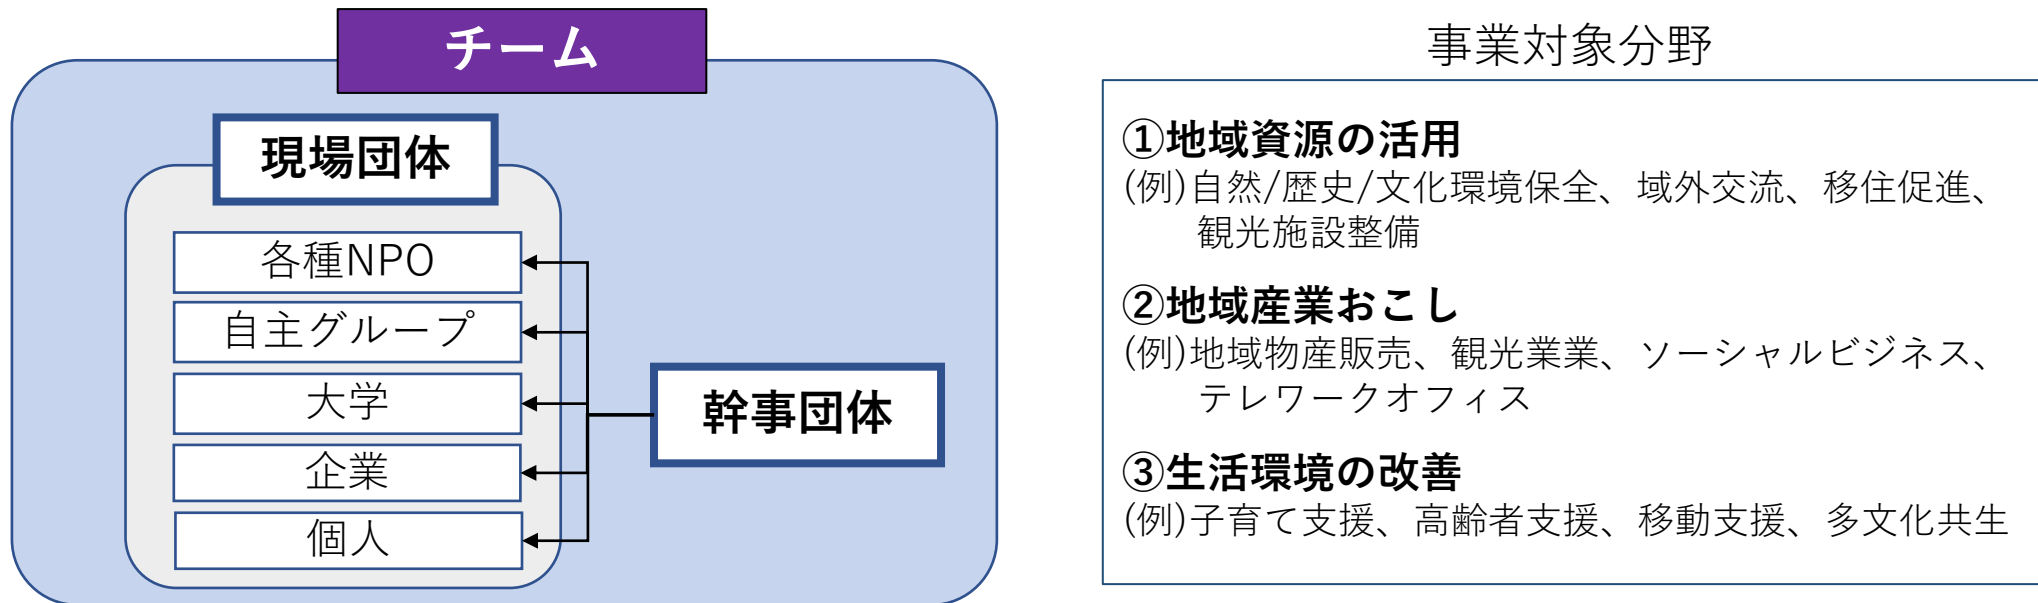 チーム
現場団体
各種NPO
自主グループ
大学
企業
個人
幹事団体
事業対象分野
①地域資源の活用
(例)自然/歴史/文化環境保全、域外交流、移住促進、
観光施設整備
②地域産業おこし
(例)地域物産販売、観光業業、ソーシャルビジネス、
テレワークオフィス
③生活環境の改善
(例)子育て支援、高齢者支援、移動支援、多文化共生